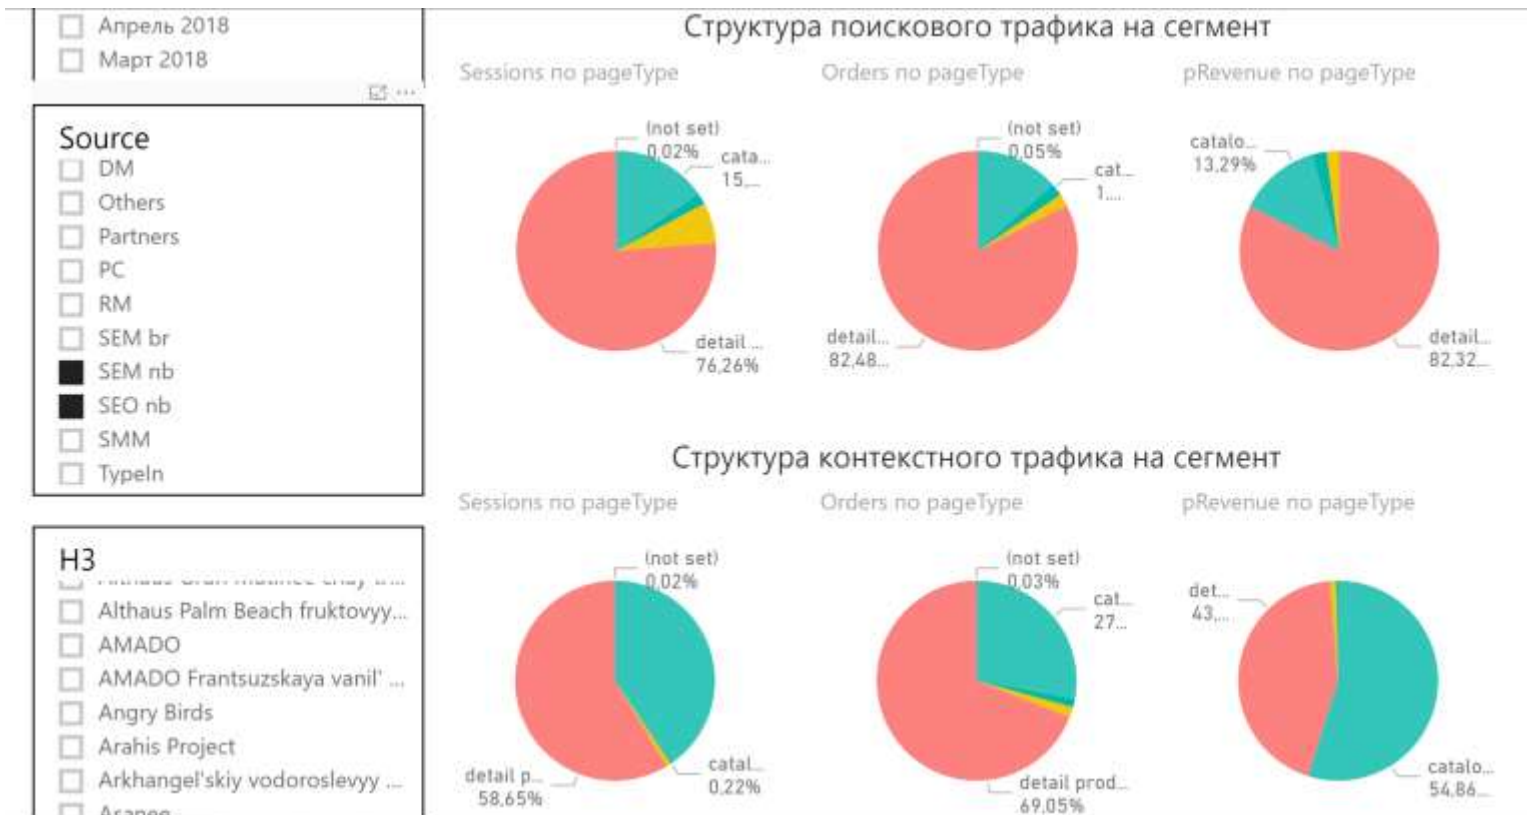 Апрель 2018
Март 2018
Source
DM
Others
Partners
PC
RM
SEM br
SEM nb
SEO nb
SMM
TypeIn
H3
Althaus Palm Beach fruktovyy...
AMADO
AMADO Frantsuzskaya vanil' ...
Angry Birds
Arahis Project
Arkhangel'skiy vodoroslevyy ...
Структура поискового трафика на сегмент
Sessions по pageType
(not set)
0,02%
cata...
15,...
detail ...
76,26%
Orders по pageType
(not set)
0,05%
cat...
1,...
detail...
82,48...
pRevenue по pageType
catalo...
13,29%
detail...
82,32...
Структура контекстного трафика на сегмент
Sessions по pageType
(not set)
0,02%
detail p...
58,65%
catal...
0,22%
Orders по pageType
(not set)
0,03%
cat...
27...
detail prod...
69,05%
pRevenue по pageType
det...
43,...
catalo...
54,86...